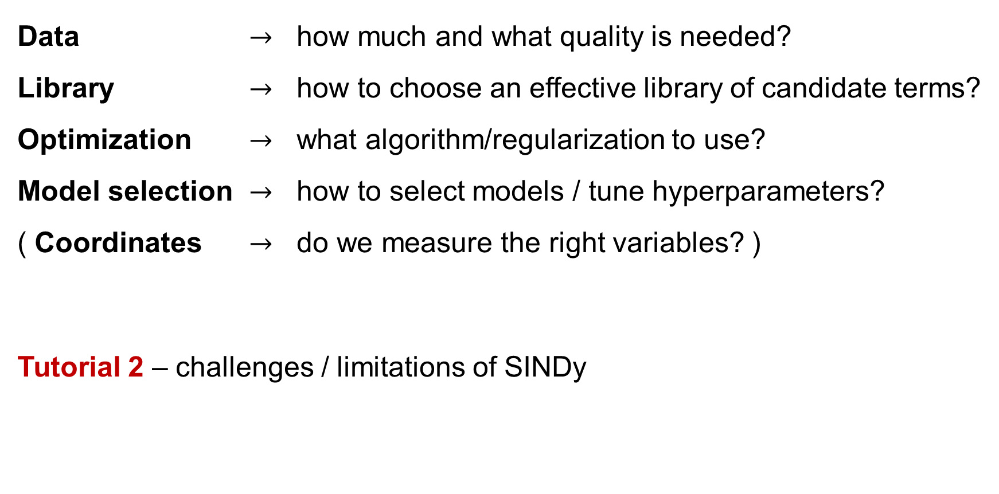 Data → how much and what quality is needed?
Library → how to choose an effective library of candidate terms?
Optimization → what algorithm/regularization to use?
Model selection → how to select models / tune hyperparameters?
( Coordinates → do we measure the right variables? )
Tutorial 2 – challenges / limitations of SINDy